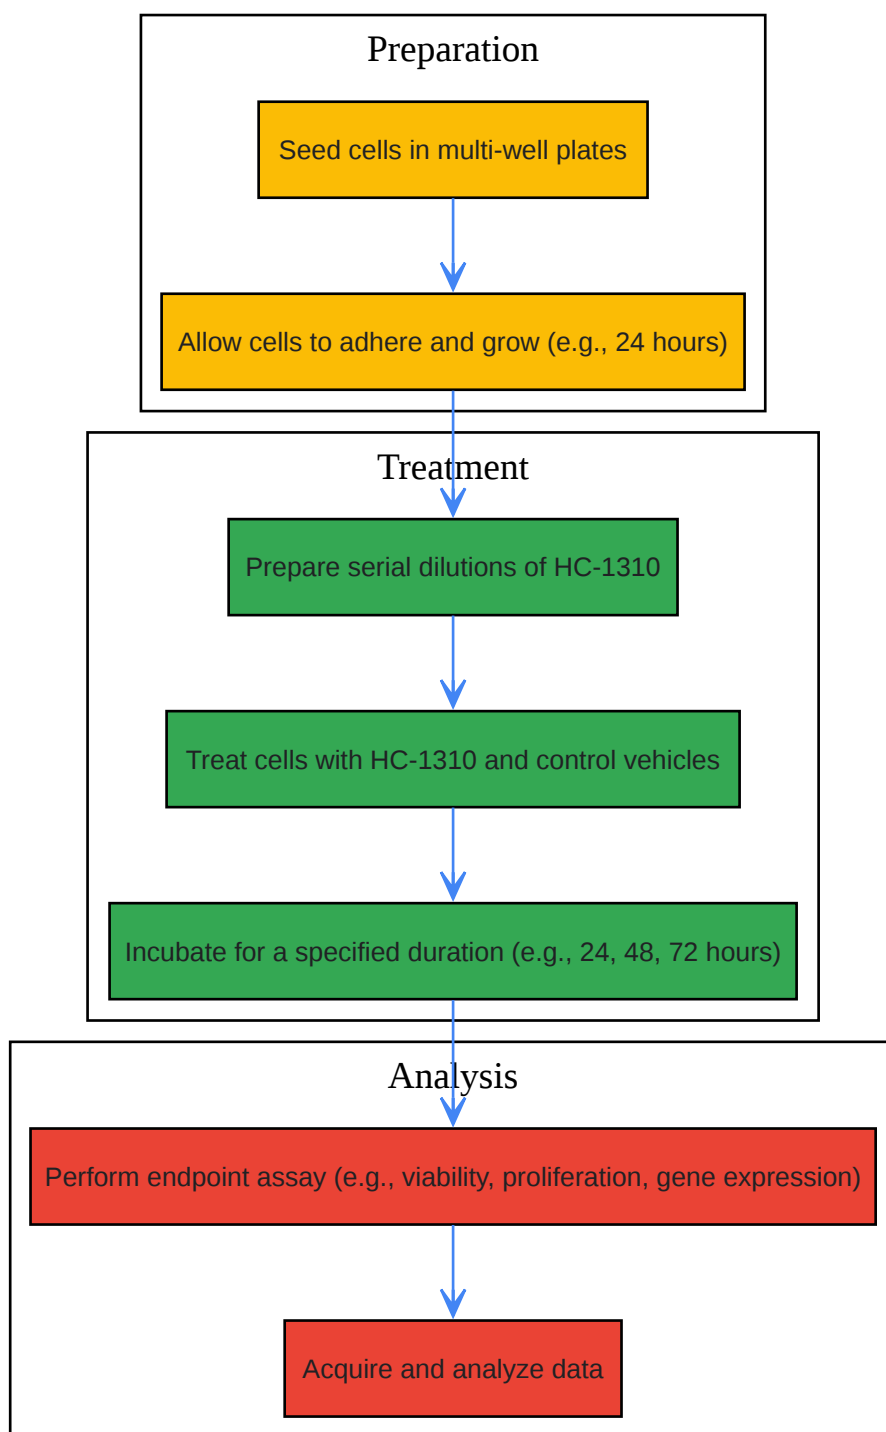 Preparation
Seed cells in multi-well plates
Allow cells to adhere and grow (e.g., 24 hours)
Treatment
Prepare serial dilutions of HC-1310
Treat cells with HC-1310 and control vehicles
Incubate for a specified duration (e.g., 24, 48, 72 hours)
Analysis
Perform endpoint assay (e.g., viability, proliferation, gene expression)
Acquire and analyze data